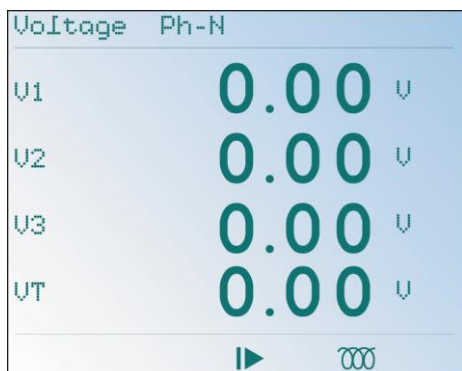 Voltage Ph-N
V1 0.00 V
V2 0.00 V
V3 0.00 V
VT 0.00 V